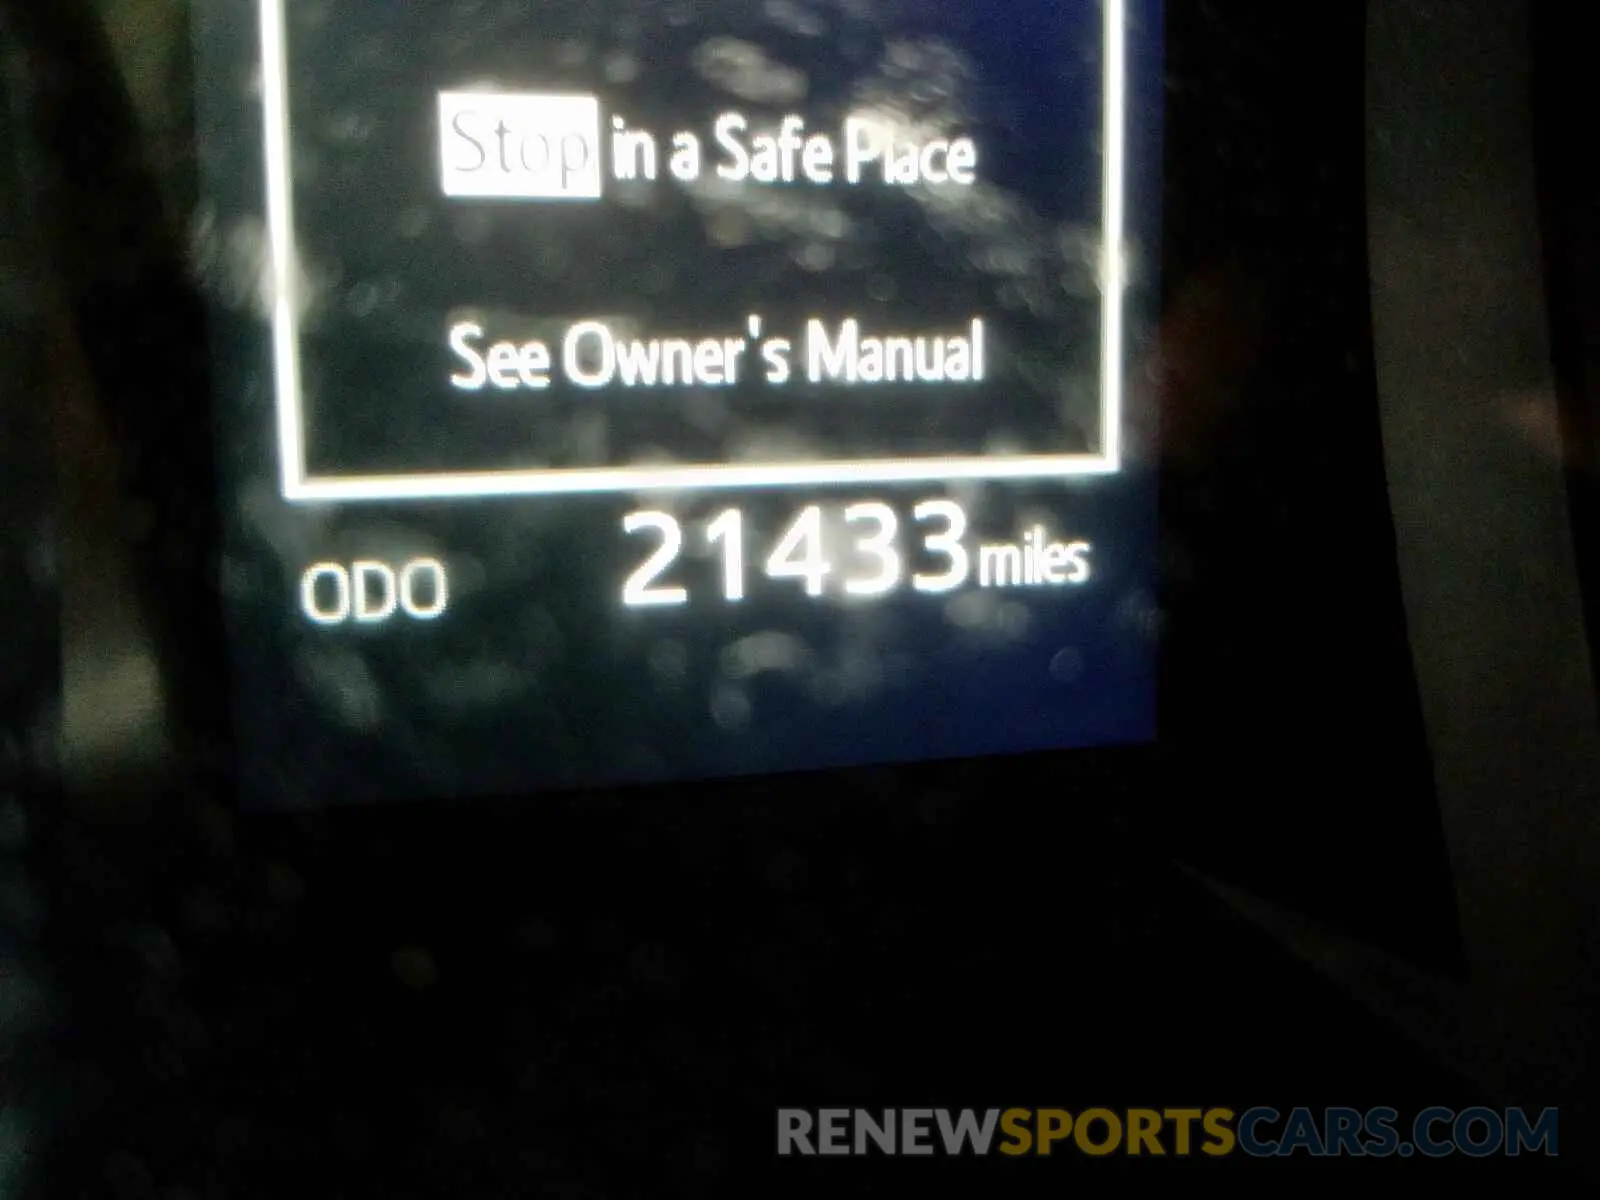 Stop in a Safe Place
See Owner's Manual
ODO 21433 miles
RENEWSPORTSCARS.COM